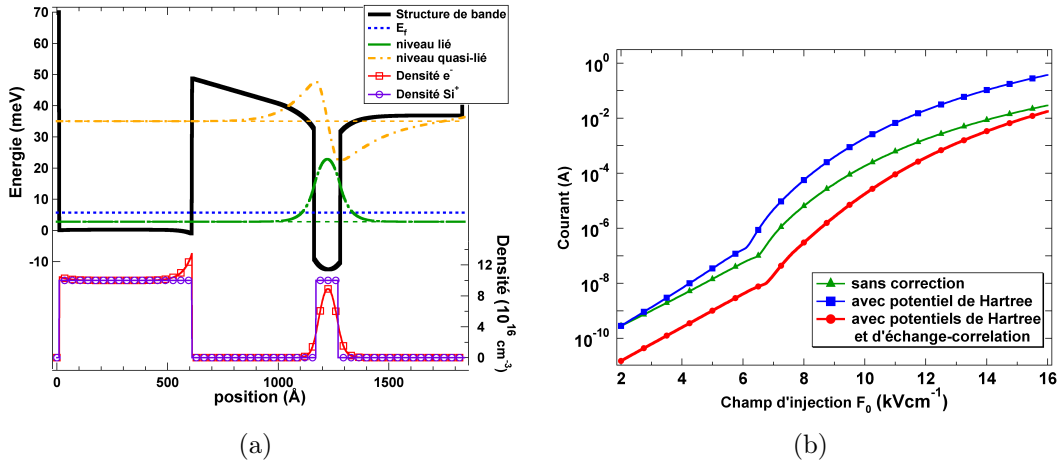 70
60
50
40
30
20
10
0
-10
Energie (meV)
Structure de bande
E_f
niveau lié
niveau quasi-lié
Densité e^-
Densité Si^+
12
8
4
0
Densité (10^16 cm^-3)
0
500
1000
1500
position (Å)
(a)
10^0
10^-2
10^-4
10^-6
10^-8
10^-10
Courant (A)
sans correction
avec potentiel de Hartree
avec potentiels de Hartree
et d'échange-correlation
2
4
6
8
10
12
14
16
Champ d'injection F_0 (kVcm^-1)
(b)